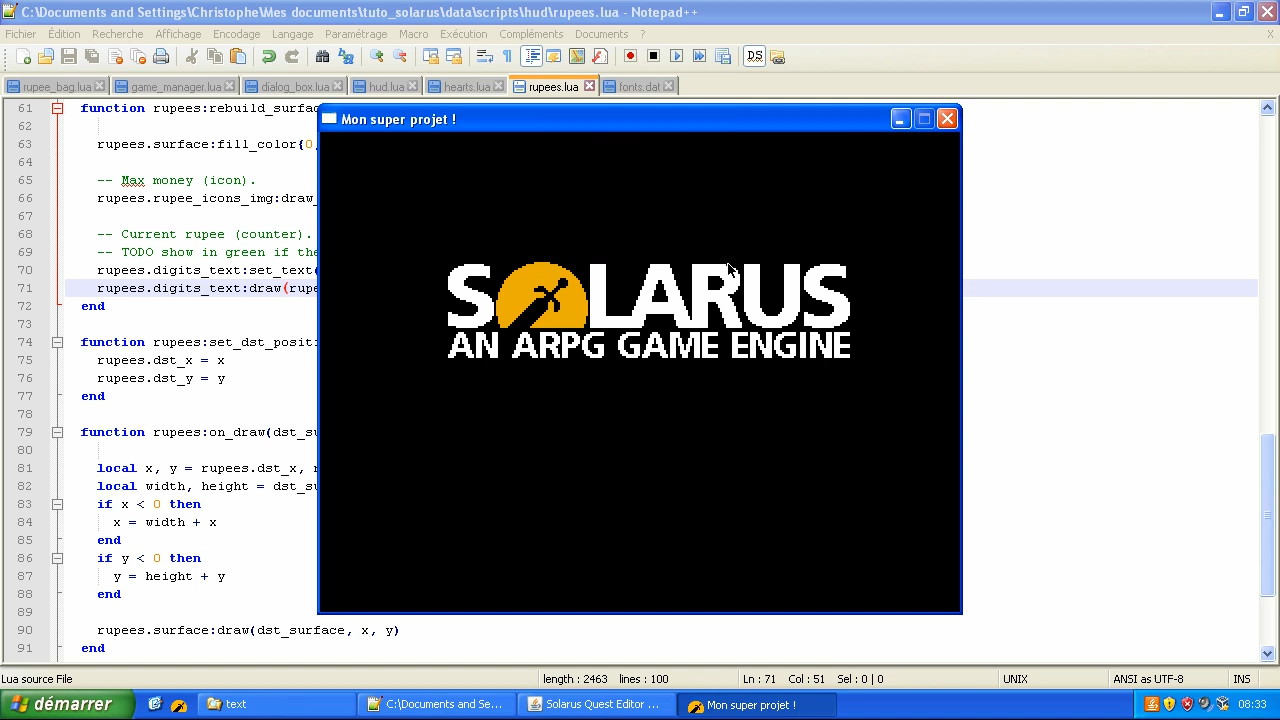 C:\Documents and Settings\Christophe\Mes documents\tuto_solarus\data\scripts\hud\rupees.lua - Notepad++
Fichier Édition Recherche Affichage Encodage Langage Paramétrage Macro Exécution Compléments Documents ? X
DS
rupee_bag.lua game_manager.lua dialog_box.lua hud.lua hearts.lua rupees.lua fonts.dat
Mon super projet !
61 function rupees:rebuild_surfac
62
63 rupees.surface:fill_color{0,
64
65 -- Max money (icon).
66 rupees.rupee_icons_img:draw_
67
68 -- Current rupee (counter).
69 -- TODO show in green if the
70 rupees.digits_text:set_text(
71 rupees.digits_text:draw(rupe
72 end
73
74 function rupees:set_dst_positi
75 rupees.dst_x = x
76 rupees.dst_y = y
77 end
78
79 function rupees:on_draw(dst_su
80
81 local x, y = rupees.dst_x, r
82 local width, height = dst_su
83 if x < 0 then
84 x = width + x
85 end
86 if y < 0 then
87 y = height + y
88 end
89
90 rupees.surface:draw(dst_surface, x, y)
91 end
SOLARUS
AN ARPG GAME ENGINE
Lua source File length : 2463 lines : 100 Ln : 71 Col : 51 Sel : 0 | 0 UNIX ANSI as UTF-8 INS
démarrer text C:\Documents and Se... Solarus Quest Editor ... Mon super projet ! 08:33